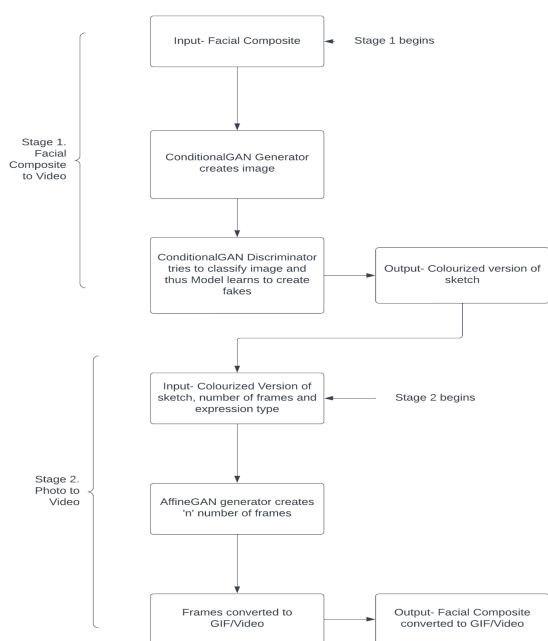 Input- Facial Composite
Stage 1 begins
Stage 1.
Facial
Composite
to Video
ConditionalGAN Generator
creates image
ConditionalGAN Discriminator
tries to classify image and
thus Model learns to create
fakes
Output- Colourized version of
sketch
Input- Colourized Version of
sketch, number of frames and
expression type
Stage 2 begins
Stage 2.
Photo to
Video
AffineGAN generator creates
'n' number of frames
Frames converted to
GIF/Video
Output- Facial Composite
converted to GIF/Video